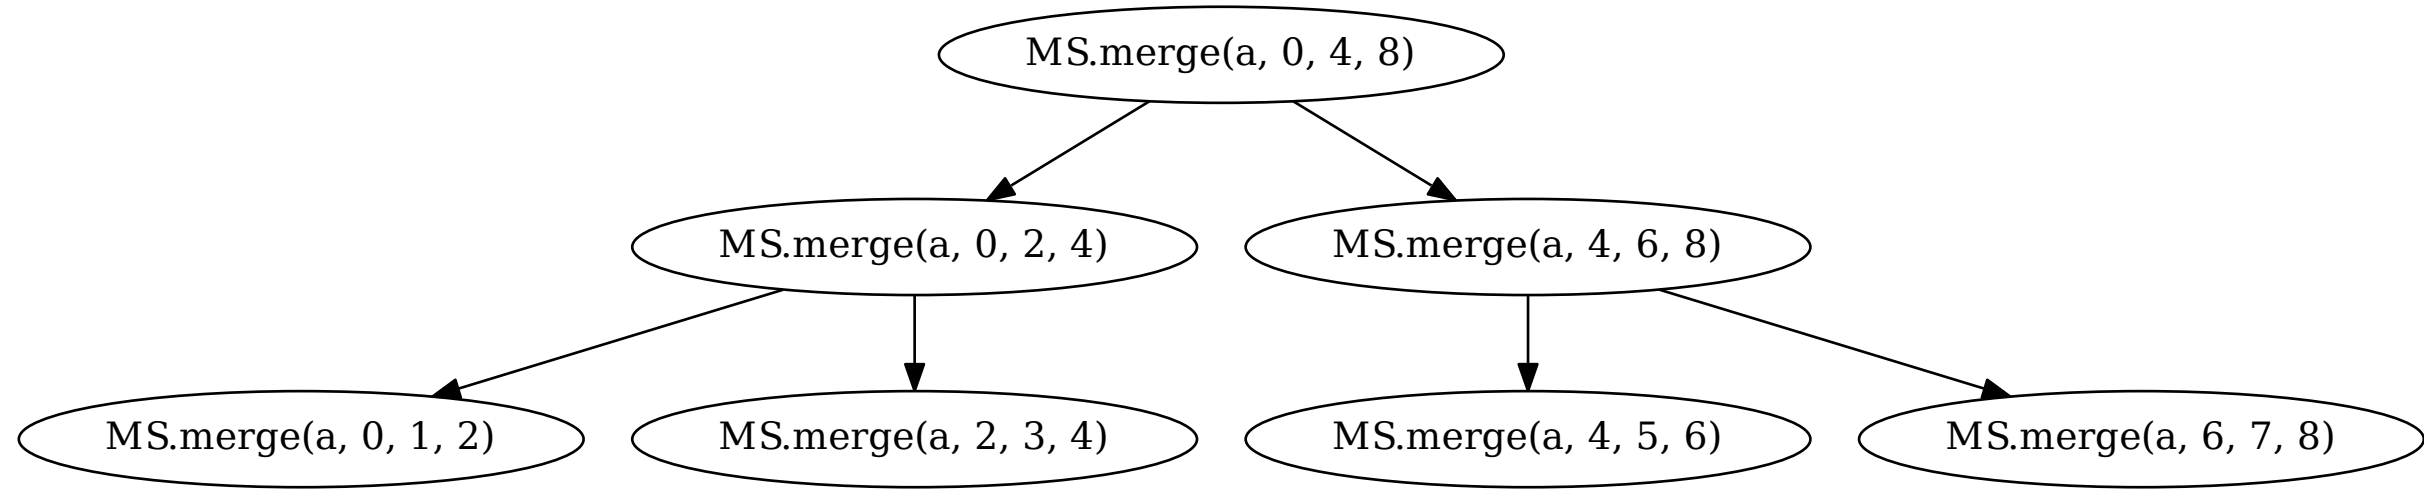 MS.merge(a, 0, 4, 8)
MS.merge(a, 0, 2, 4)
MS.merge(a, 4, 6, 8)
MS.merge(a, 0, 1, 2)
MS.merge(a, 2, 3, 4)
MS.merge(a, 4, 5, 6)
MS.merge(a, 6, 7, 8)